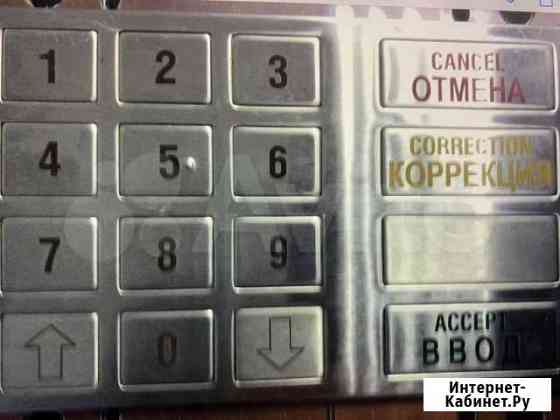 1 2 3
CANCEL
ОТМЕНА
4 5 6
CORRECTION
КОРРЕКЦИЯ
7 8 9
0
ACCEPT
ВВОД
Интернет-
Кабинет.Ру